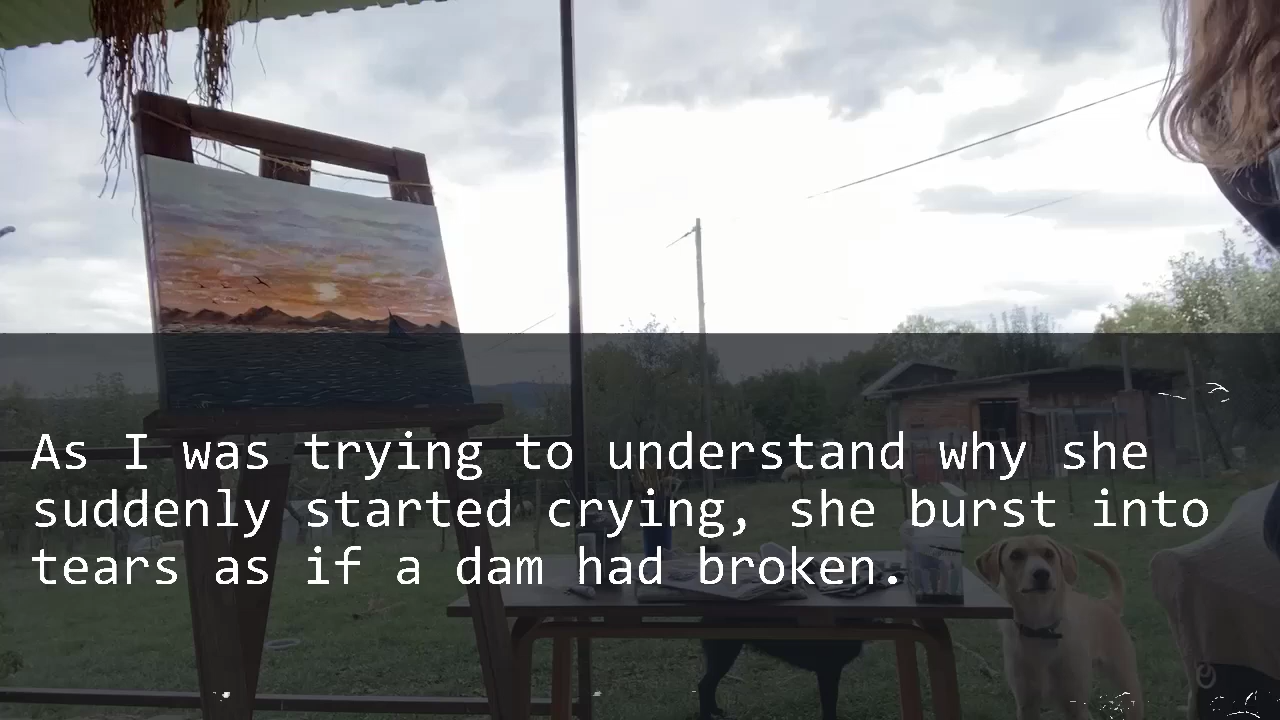 As I was trying to understand why she
suddenly started crying, she burst into
tears as if a dam had broken.